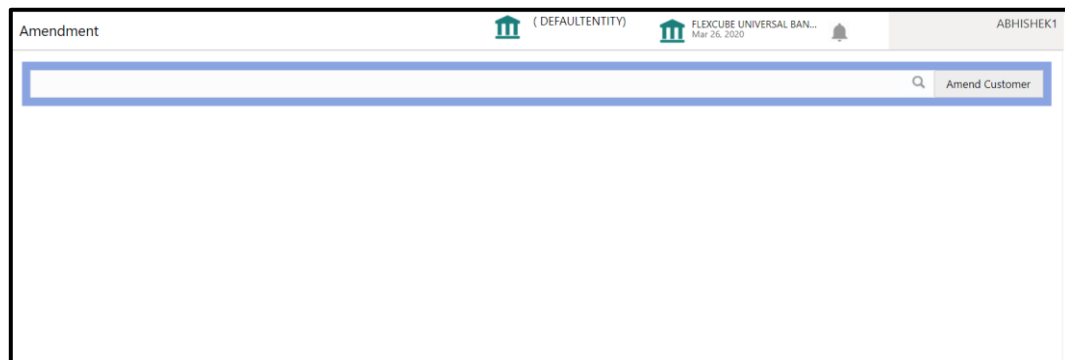 Amendment
( DEFAULTENTITY)
FLEXCUBE UNIVERSAL BAN...
Mar 26, 2020
ABHISHEK1
Amend Customer